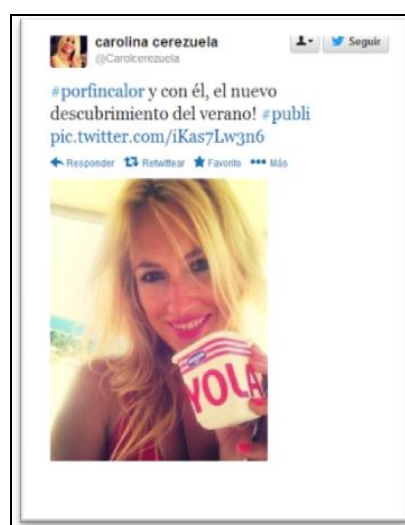 carolina cerezuela
@Carolcerezuela
Seguir
#porfincalor y con él, el nuevo
descubrimiento del verano! #publi
pic.twitter.com/iKas7Lw3n6
Responder Retwittear Favorito Más
YOLA